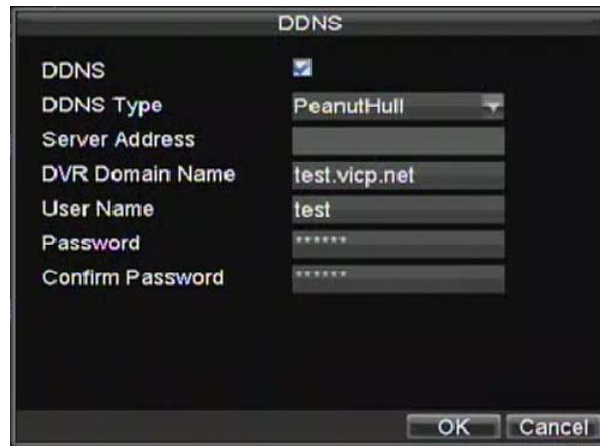 DDNS
DDNS
DDNS Type PeanutHull
Server Address
DVR Domain Name test.vicp.net
User Name test
Password ******
Confirm Password ******
OK Cancel